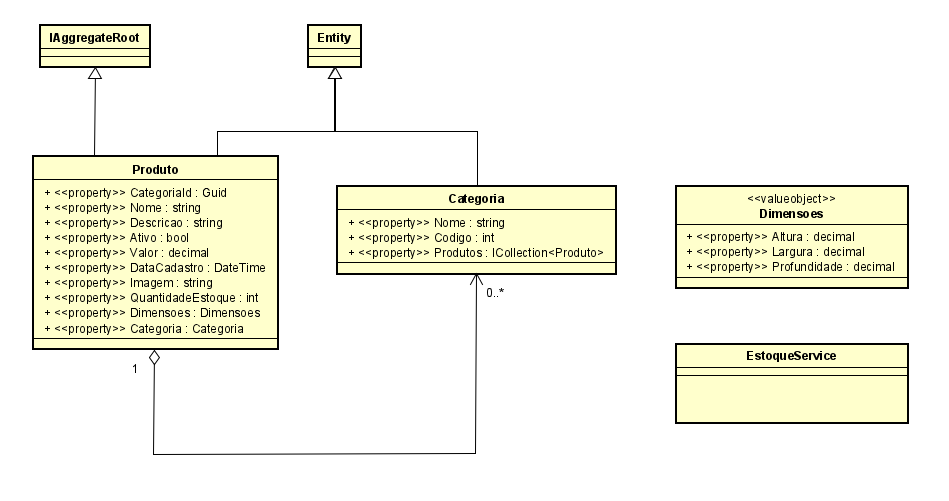 IAggregateRoot
Entity
Produto
+ <<property>> CategoriaId : Guid
+ <<property>> Nome : string
+ <<property>> Descricao : string
+ <<property>> Ativo : bool
+ <<property>> Valor : decimal
+ <<property>> DataCadastro : DateTime
+ <<property>> Imagem : string
+ <<property>> QuantidadeEstoque : int
+ <<property>> Dimensoes : Dimensoes
+ <<property>> Categoria : Categoria
1
Categoria
+ <<property>> Nome : string
+ <<property>> Codigo : int
+ <<property>> Produtos : ICollection<Produto>
0..*
<<valueobject>>
Dimensoes
+ <<property>> Altura : decimal
+ <<property>> Largura : decimal
+ <<property>> Profundidade : decimal
EstoqueService